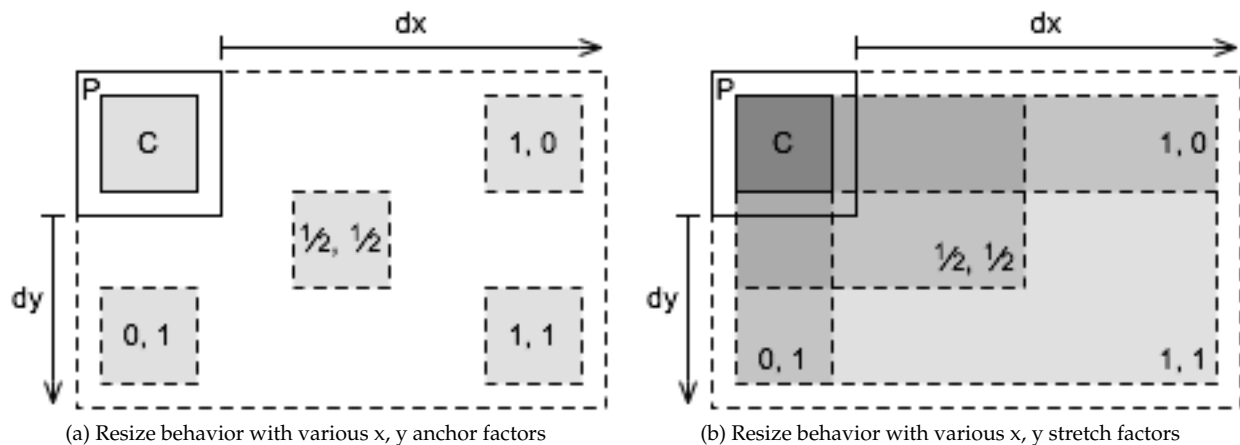 dx
dx
P
C
1, 0
½, ½
dy
0, 1
1, 1
P
C
1, 0
½, ½
dy
0, 1
1, 1
(a) Resize behavior with various x, y anchor factors
(b) Resize behavior with various x, y stretch factors